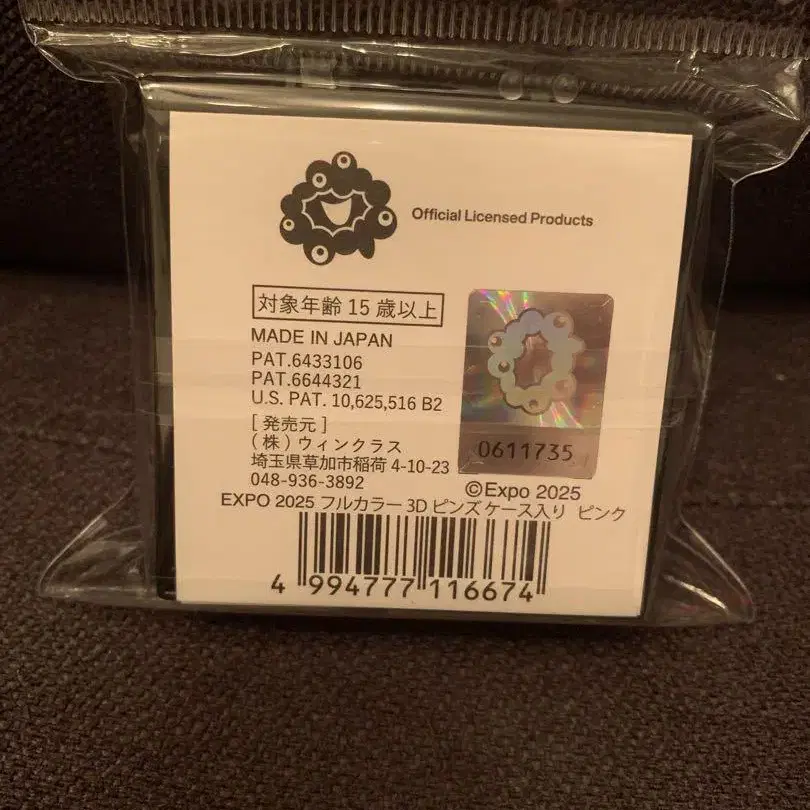 Official Licensed Products
対象年齢 15 歳以上
MADE IN JAPAN
PAT.6433106
PAT.6644321
U.S. PAT. 10,625,516 B2
[ 発売元 ]
(株) ウィンクラス
埼玉県草加市稲荷 4-10-23
048-936-3892
0611735
©Expo 2025
EXPO 2025 フルカラー 3D ピンズ ケース入り ピンク
4 994777 116674